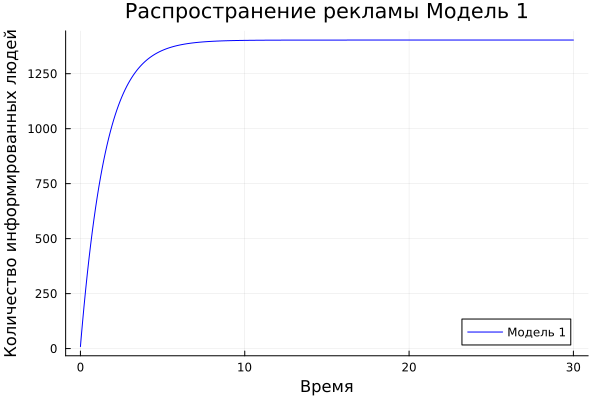 Распространение рекламы Модель 1
Количество информированных людей
1250
1000
750
500
250
0
0
10
20
30
Время
Модель 1